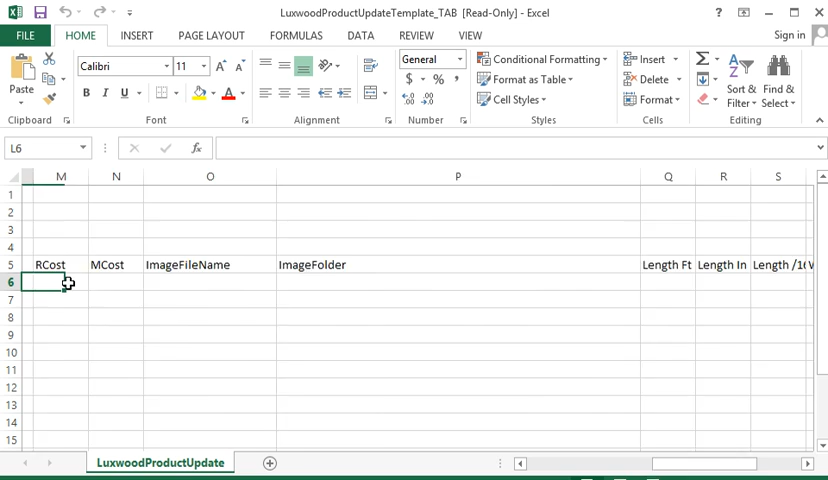 LuxwoodProductUpdateTemplate_TAB [Read-Only] - Excel
FILE HOME INSERT PAGE LAYOUT FORMULAS DATA REVIEW VIEW Sign in
Paste
Clipboard
Calibri 11
B I U
Font
Alignment
General
$ % ,
Number
Conditional Formatting
Format as Table
Cell Styles
Styles
Insert
Delete
Format
Cells
Sort & Filter
Find & Select
Editing
L6 fx
M N O P Q R S
1
2
3
4
5 RCost MCost ImageFileName ImageFolder Length Ft Length In Length /16
6
7
8
9
10
11
12
13
14
15
LuxwoodProductUpdate